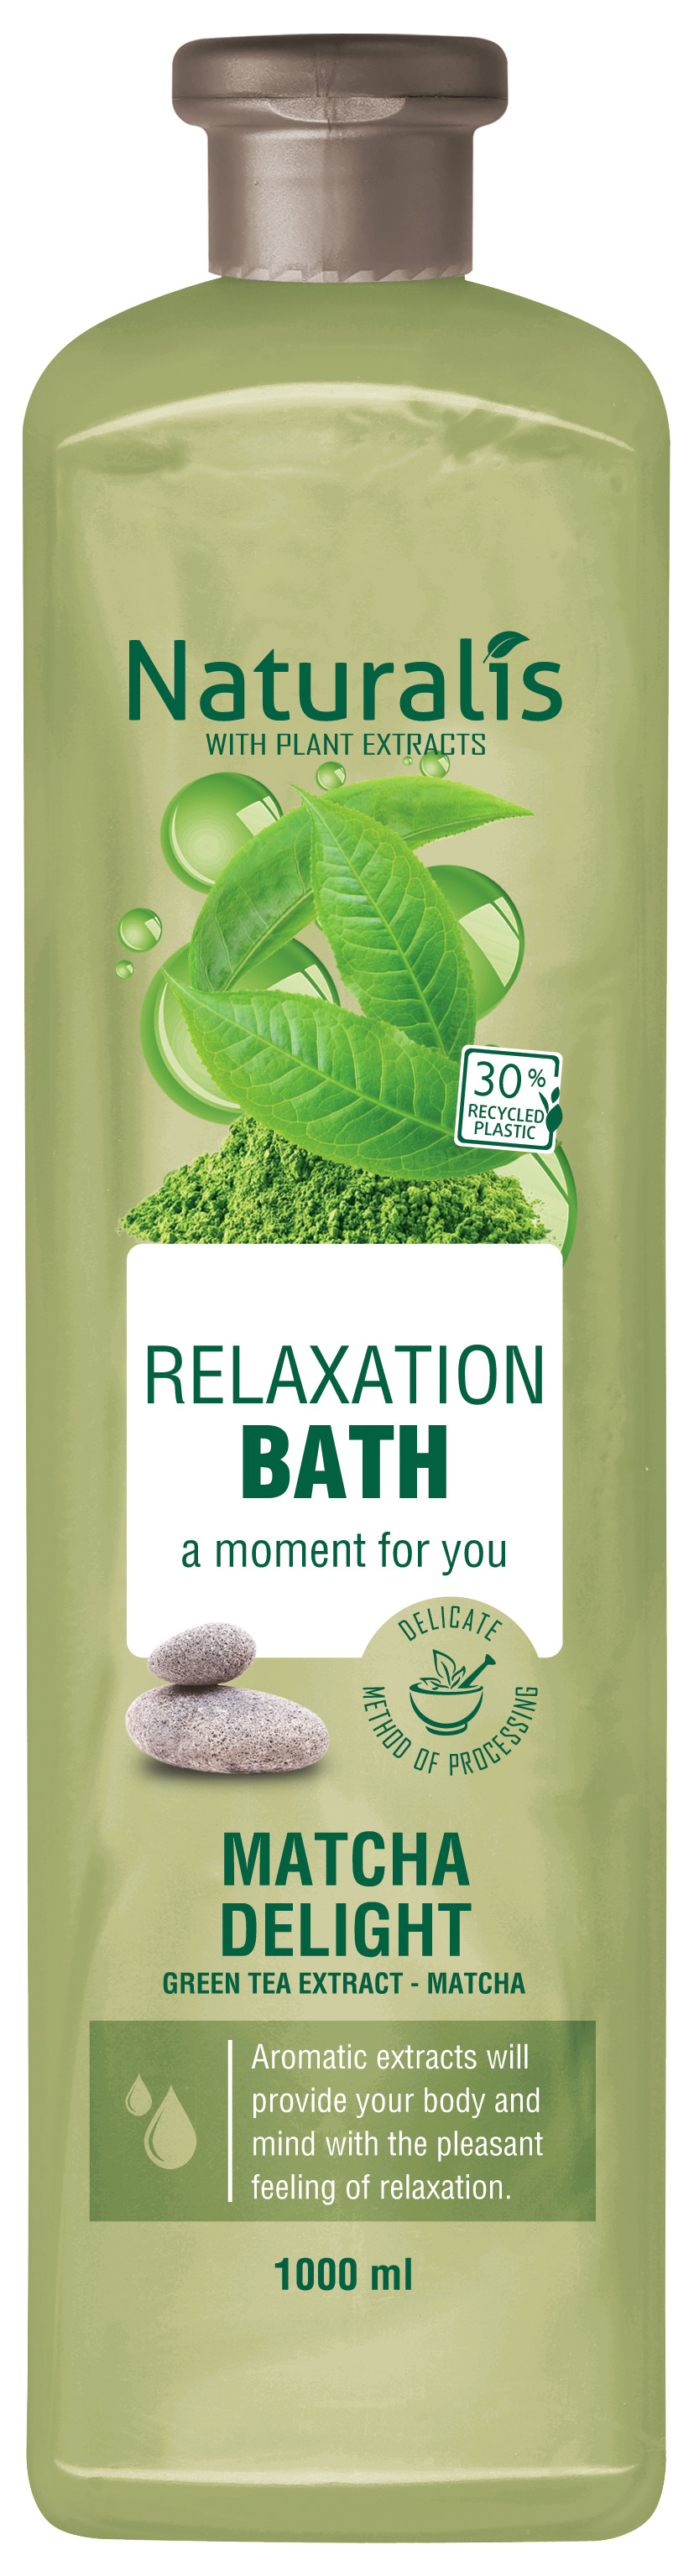 Naturalis
WITH PLANT EXTRACTS
30%
RECYCLED
PLASTIC
RELAXATION
BATH
a moment for you
DELICATE
METHOD OF PROCESSING
MATCHA
DELIGHT
GREEN TEA EXTRACT - MATCHA
Aromatic extracts will
provide your body and
mind with the pleasant
feeling of relaxation.
1000 ml